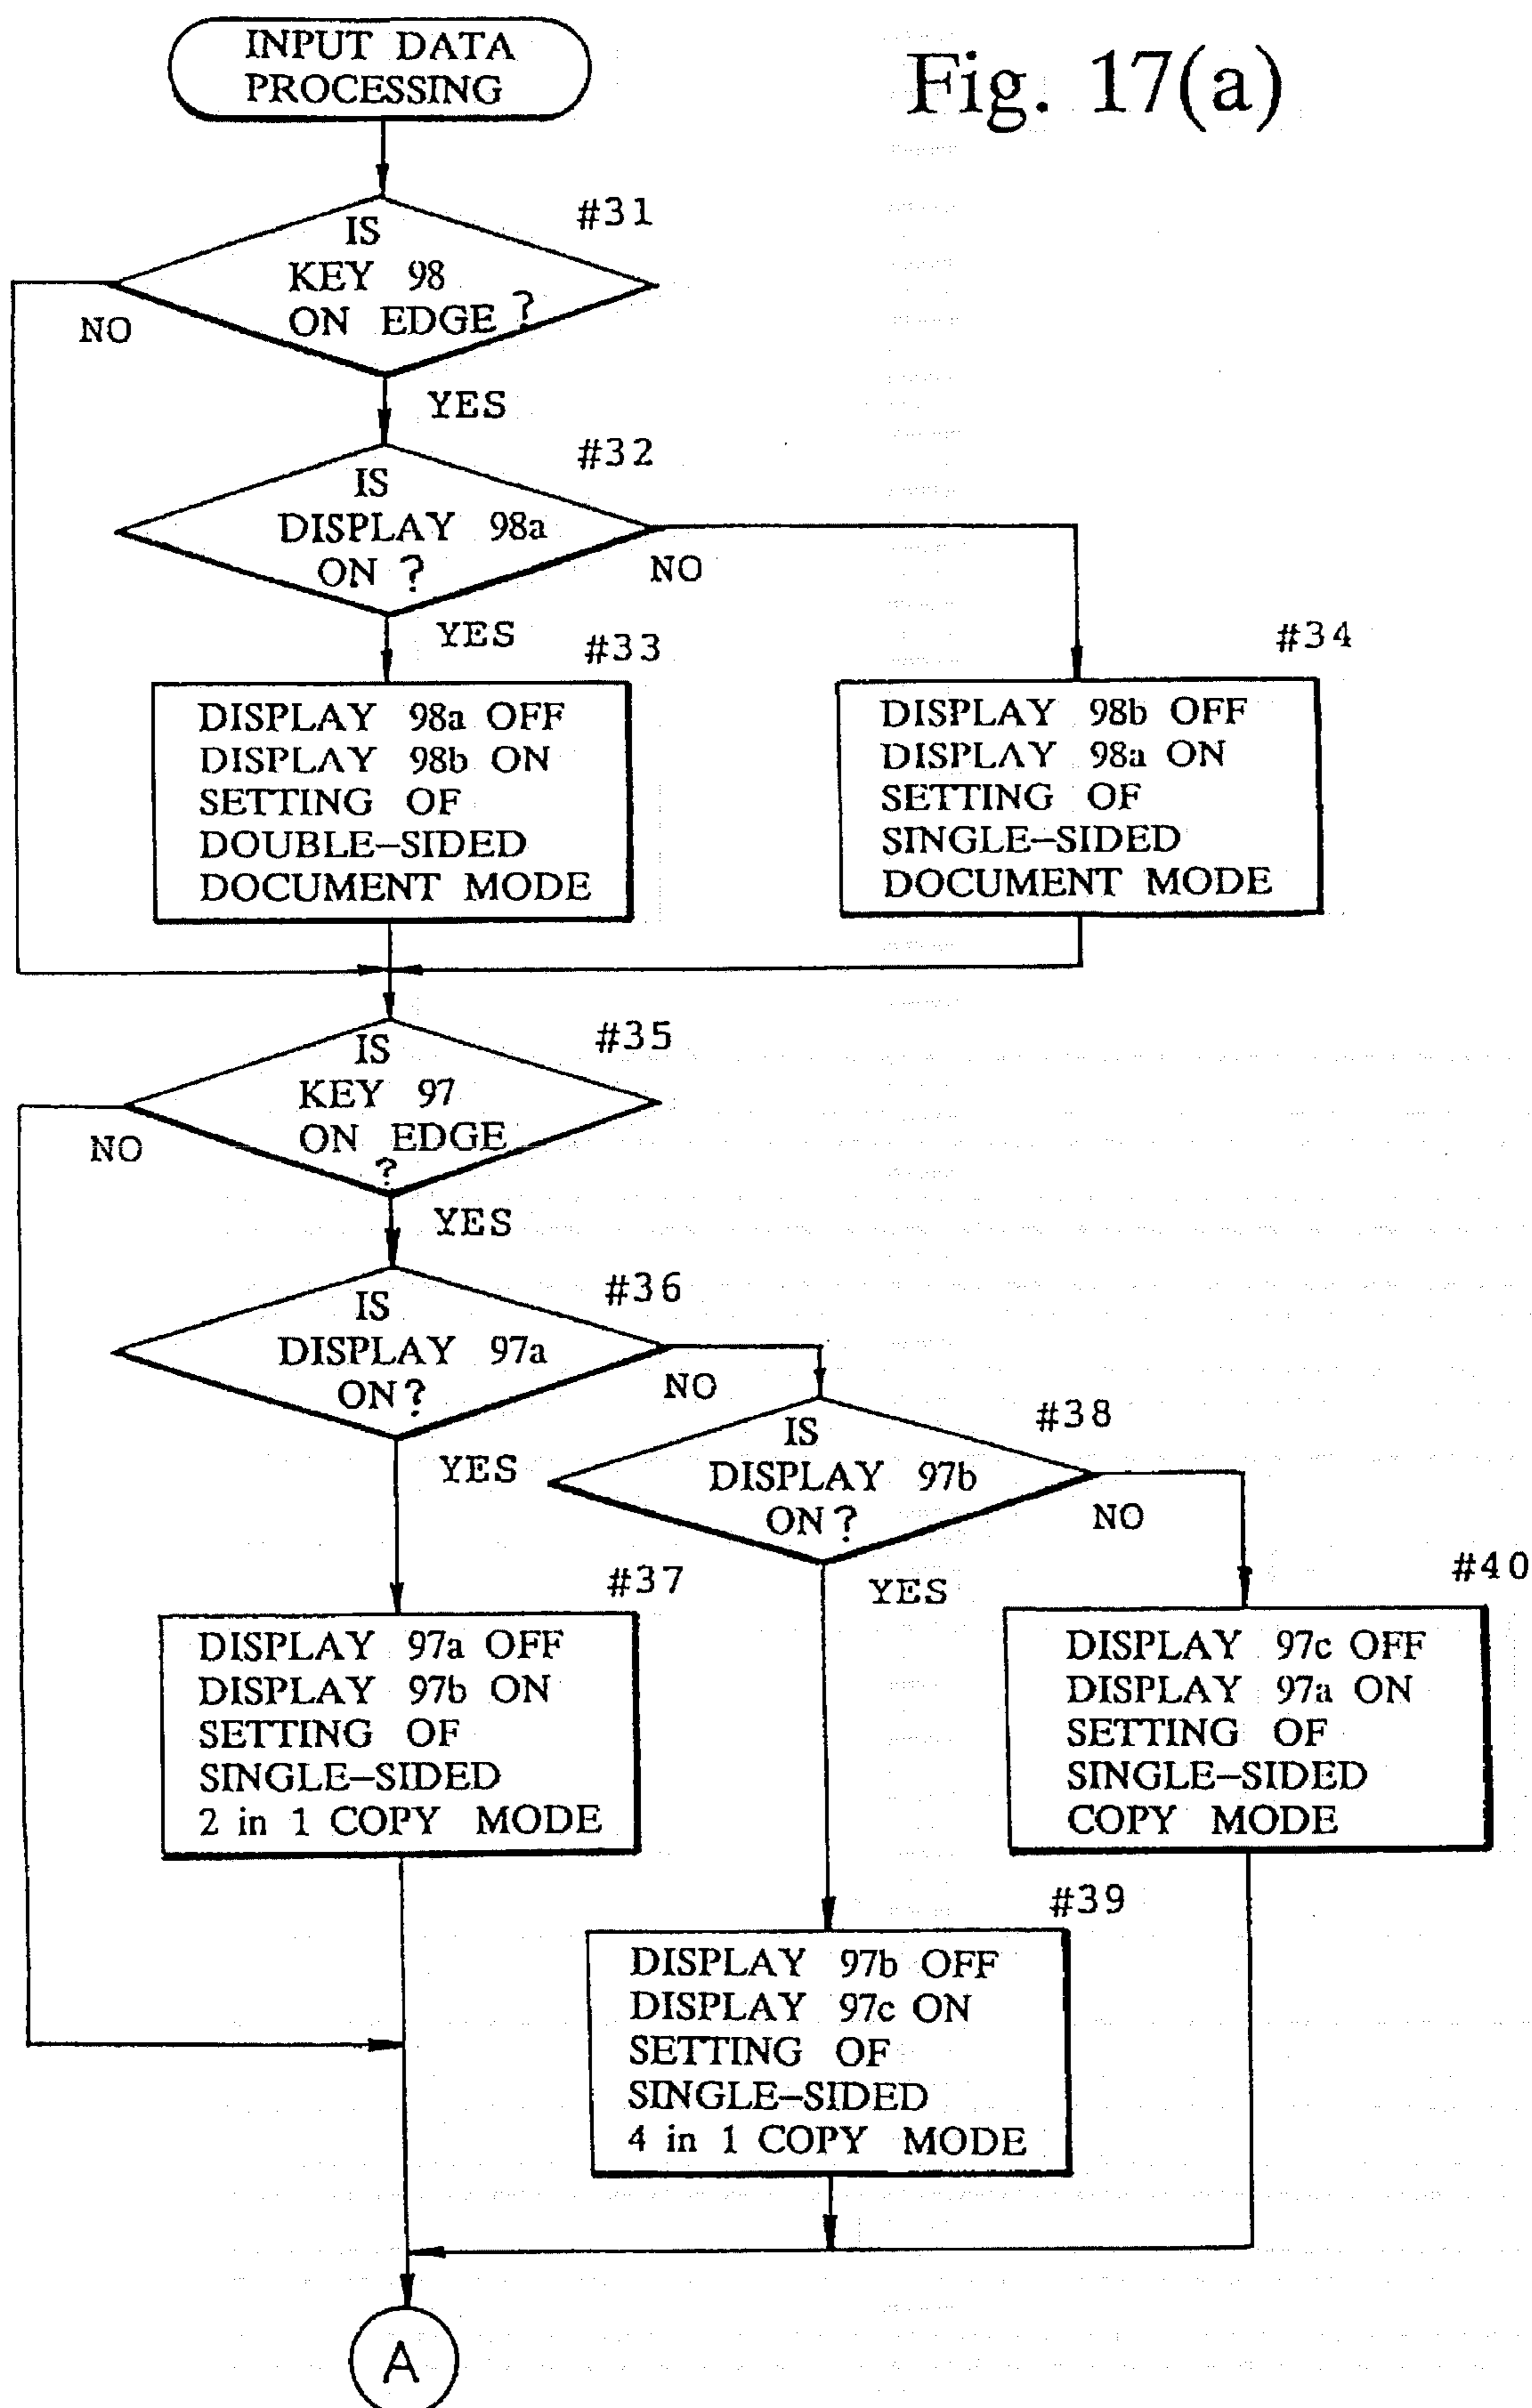 INPUT DATA
PROCESSING
Fig. 17(a)
#31
IS
KEY 98
ON EDGE ?
NO
YES
#32
IS
DISPLAY 98a
ON ?
NO
YES
#33
DISPLAY 98a OFF
DISPLAY 98b ON
SETTING OF
DOUBLE-SIDED
DOCUMENT MODE
#34
DISPLAY 98b OFF
DISPLAY 98a ON
SETTING OF
SINGLE-SIDED
DOCUMENT MODE
#35
IS
KEY 97
ON EDGE
?
NO
YES
#36
IS
DISPLAY 97a
ON?
NO
YES
#38
IS
DISPLAY 97b
ON?
NO
YES
#37
DISPLAY 97a OFF
DISPLAY 97b ON
SETTING OF
SINGLE-SIDED
2 in 1 COPY MODE
#40
DISPLAY 97c OFF
DISPLAY 97a ON
SETTING OF
SINGLE-SIDED
COPY MODE
#39
DISPLAY 97b OFF
DISPLAY 97c ON
SETTING OF
SINGLE-SIDED
4 in 1 COPY MODE
A